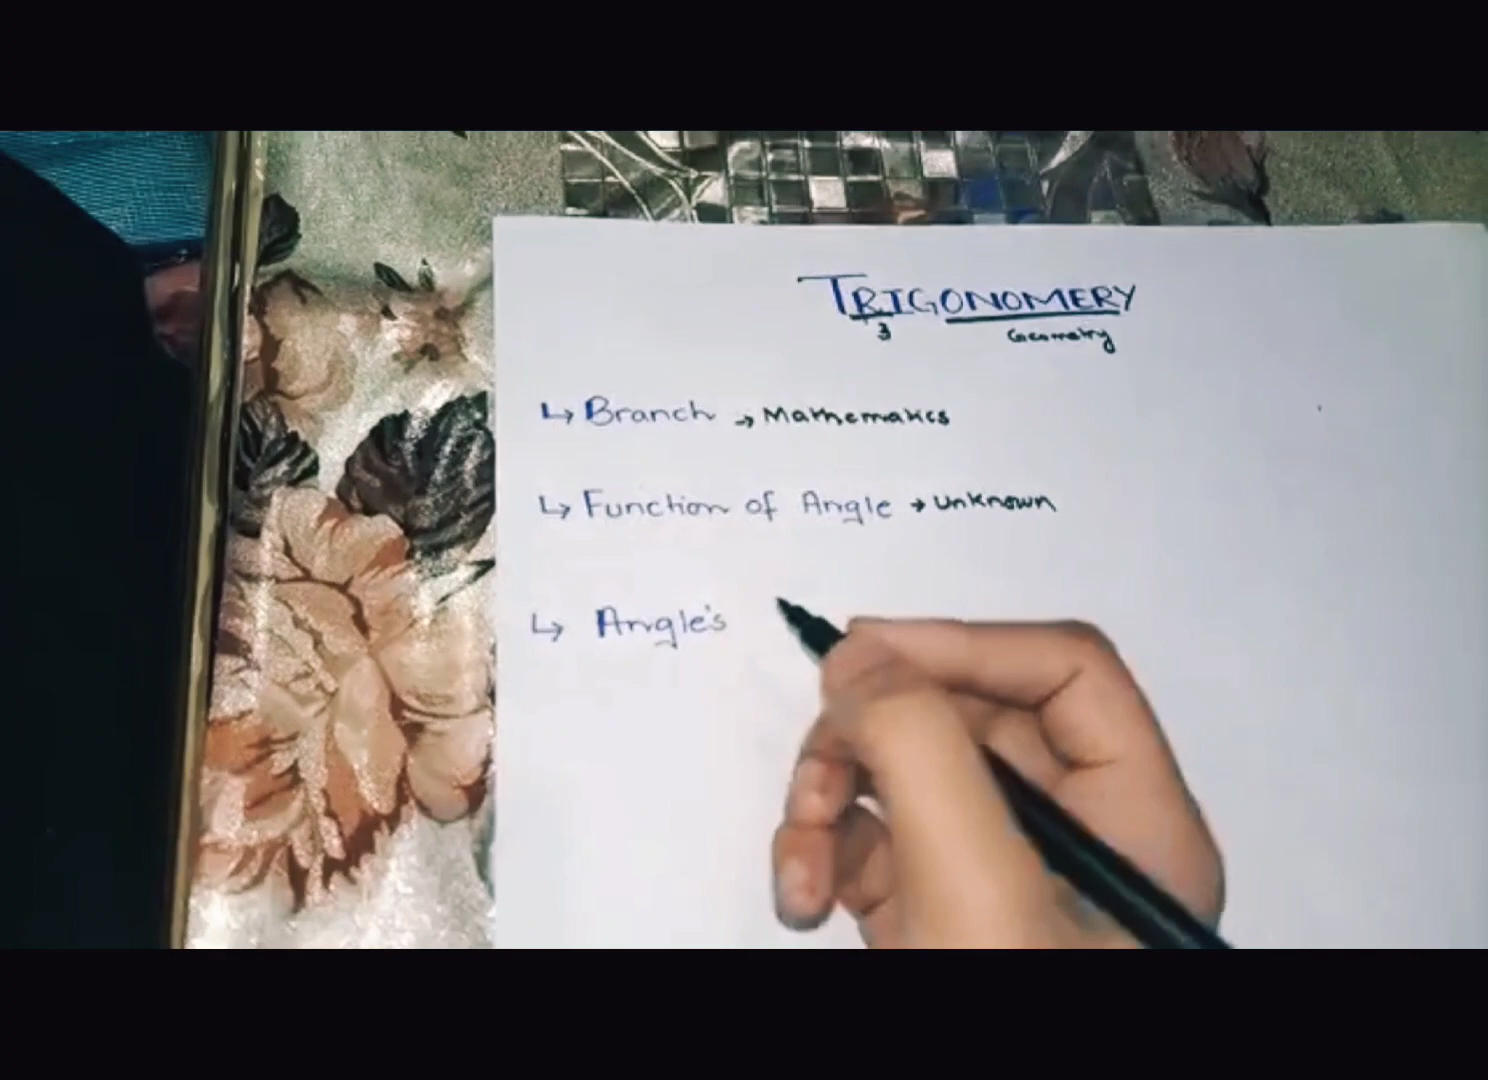 TRIGONOMERY
3 Geometry
↳ Branch → Mathematics
↳ Function of Angle → Unknown
↳ Angle's